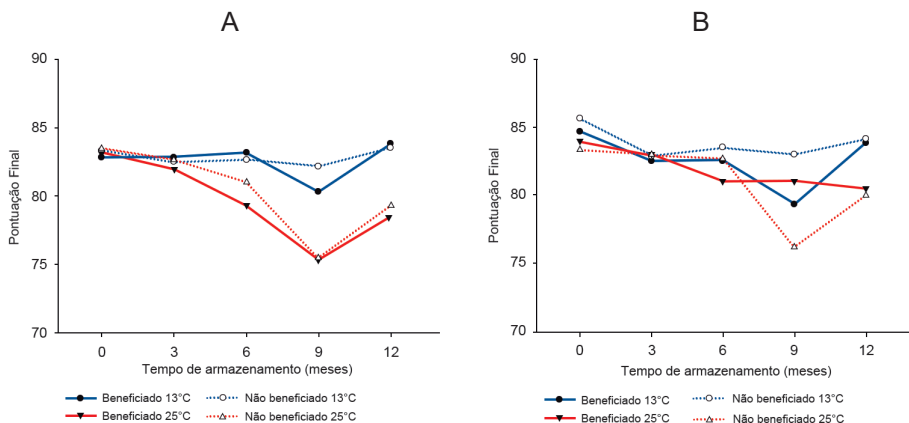 A
Pontuação Final
90
85
80
75
70
0 3 6 9 12
Tempo de armazenamento (meses)
Beneficiado 13°C Não beneficiado 13°C
Beneficiado 25°C Não beneficiado 25°C
B
Pontuação Final
90
85
80
75
70
0 3 6 9 12
Tempo de armazenamento (meses)
Beneficiado 13°C Não beneficiado 13°C
Beneficiado 25°C Não beneficiado 25°C